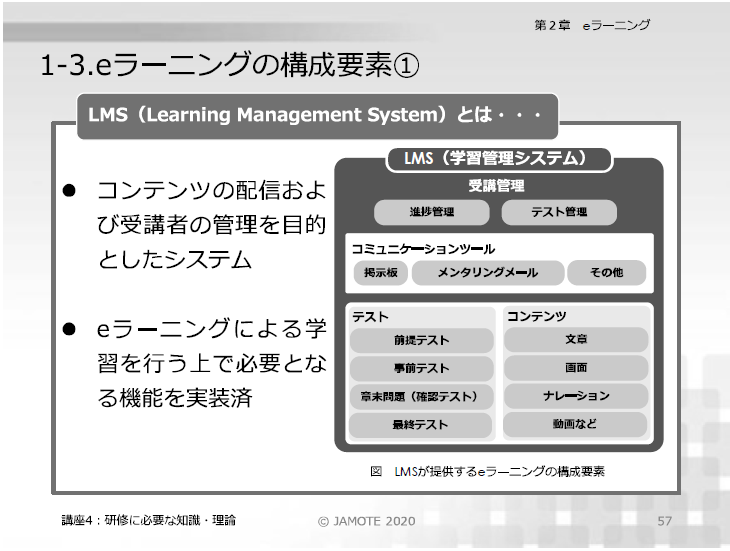 第２章　eラーニング
1-3.eラーニングの構成要素①
LMS（Learning Management System）とは・・・
● コンテンツの配信およ
び受講者の管理を目的
としたシステム
● eラーニングによる学
習を行う上で必要とな
る機能を実装済
LMS（学習管理システム）
受講管理
進捗管理
テスト管理
コミュニケーションツール
掲示板
メンタリングメール
その他
テスト
前提テスト
事前テスト
章末問題（確認テスト）
最終テスト
コンテンツ
文章
画面
ナレーション
動画など
図　LMSが提供するeラーニングの構成要素
講座4：研修に必要な知識・理論
© JAMOTE 2020
57